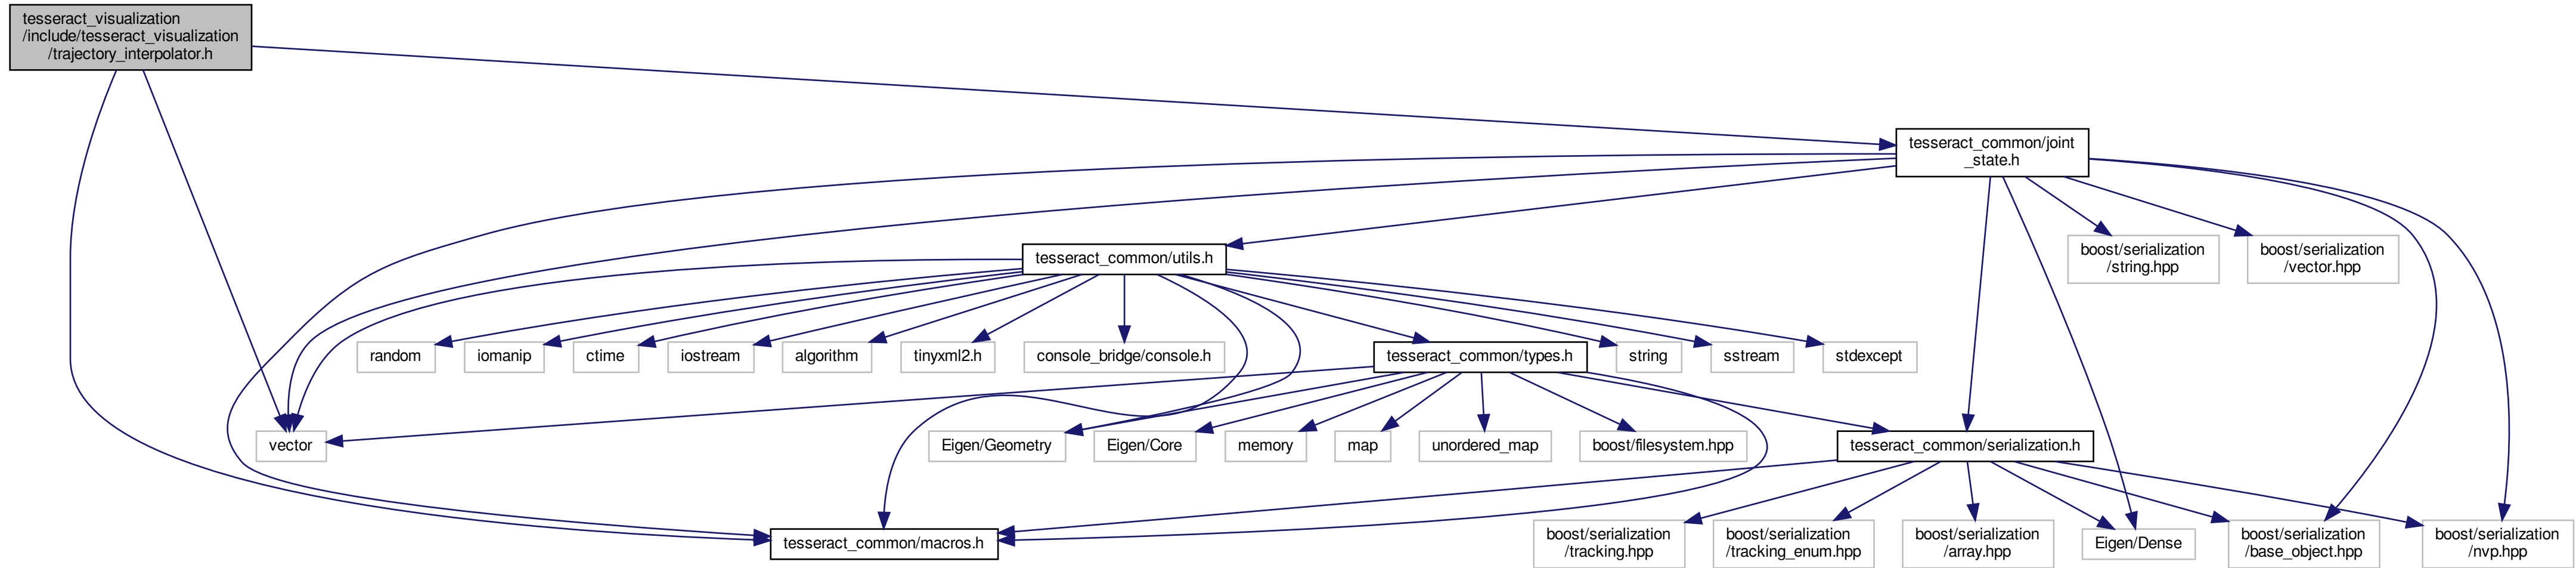 tesseract_visualization
/include/tesseract_visualization
/trajectory_interpolator.h
tesseract_common/joint
_state.h
tesseract_common/utils.h
boost/serialization
/string.hpp
boost/serialization
/vector.hpp
random
iomanip
ctime
iostream
algorithm
tinyxml2.h
console_bridge/console.h
tesseract_common/types.h
string
sstream
stdexcept
vector
Eigen/Geometry
Eigen/Core
memory
map
unordered_map
boost/filesystem.hpp
tesseract_common/serialization.h
tesseract_common/macros.h
boost/serialization
/tracking.hpp
boost/serialization
/tracking_enum.hpp
boost/serialization
/array.hpp
Eigen/Dense
boost/serialization
/base_object.hpp
boost/serialization
/nvp.hpp